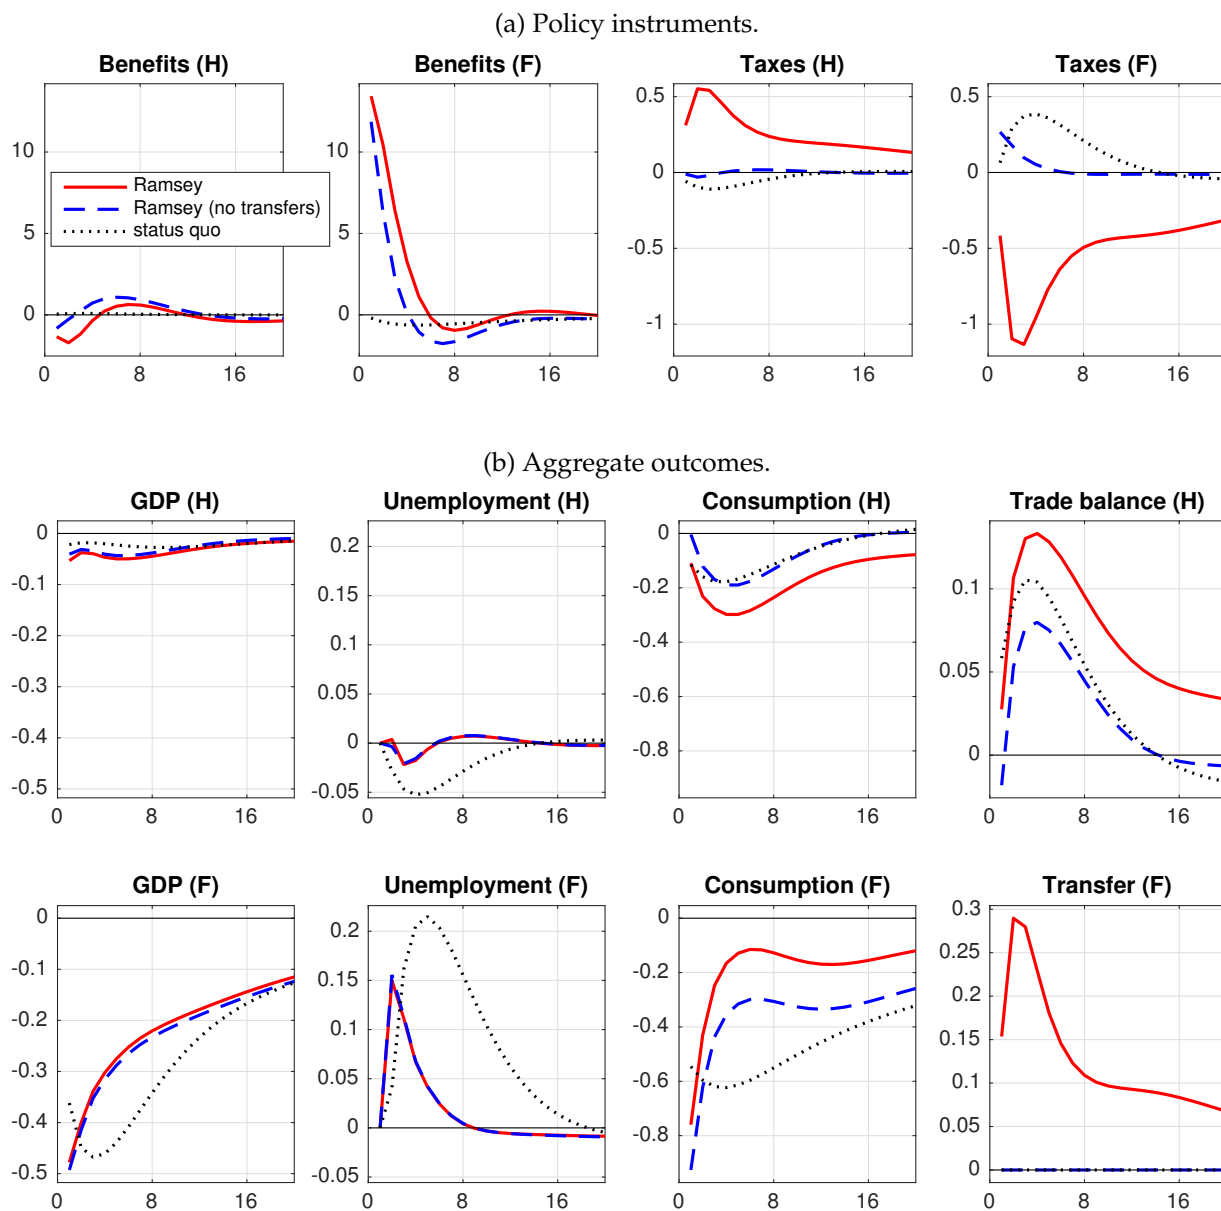 (a) Policy instruments.
Benefits (H)
Benefits (F)
Taxes (H)
Taxes (F)
10
5
0
0 8 16
Ramsey
Ramsey (no transfers)
status quo
10
5
0
0 8 16
0.5
0
-0.5
-1
0 8 16
0.5
0
-0.5
-1
0 8 16
(b) Aggregate outcomes.
GDP (H)
Unemployment (H)
Consumption (H)
Trade balance (H)
0
-0.1
-0.2
-0.3
-0.4
-0.5
0 8 16
0.2
0.15
0.1
0.05
0
-0.05
0 8 16
0
-0.2
-0.4
-0.6
-0.8
0 8 16
0.1
0.05
0
0 8 16
GDP (F)
Unemployment (F)
Consumption (F)
Transfer (F)
0
-0.1
-0.2
-0.3
-0.4
-0.5
0 8 16
0.2
0.15
0.1
0.05
0
-0.05
0 8 16
0
-0.2
-0.4
-0.6
-0.8
0 8 16
0.3
0.25
0.2
0.15
0.1
0.05
0
0 8 16